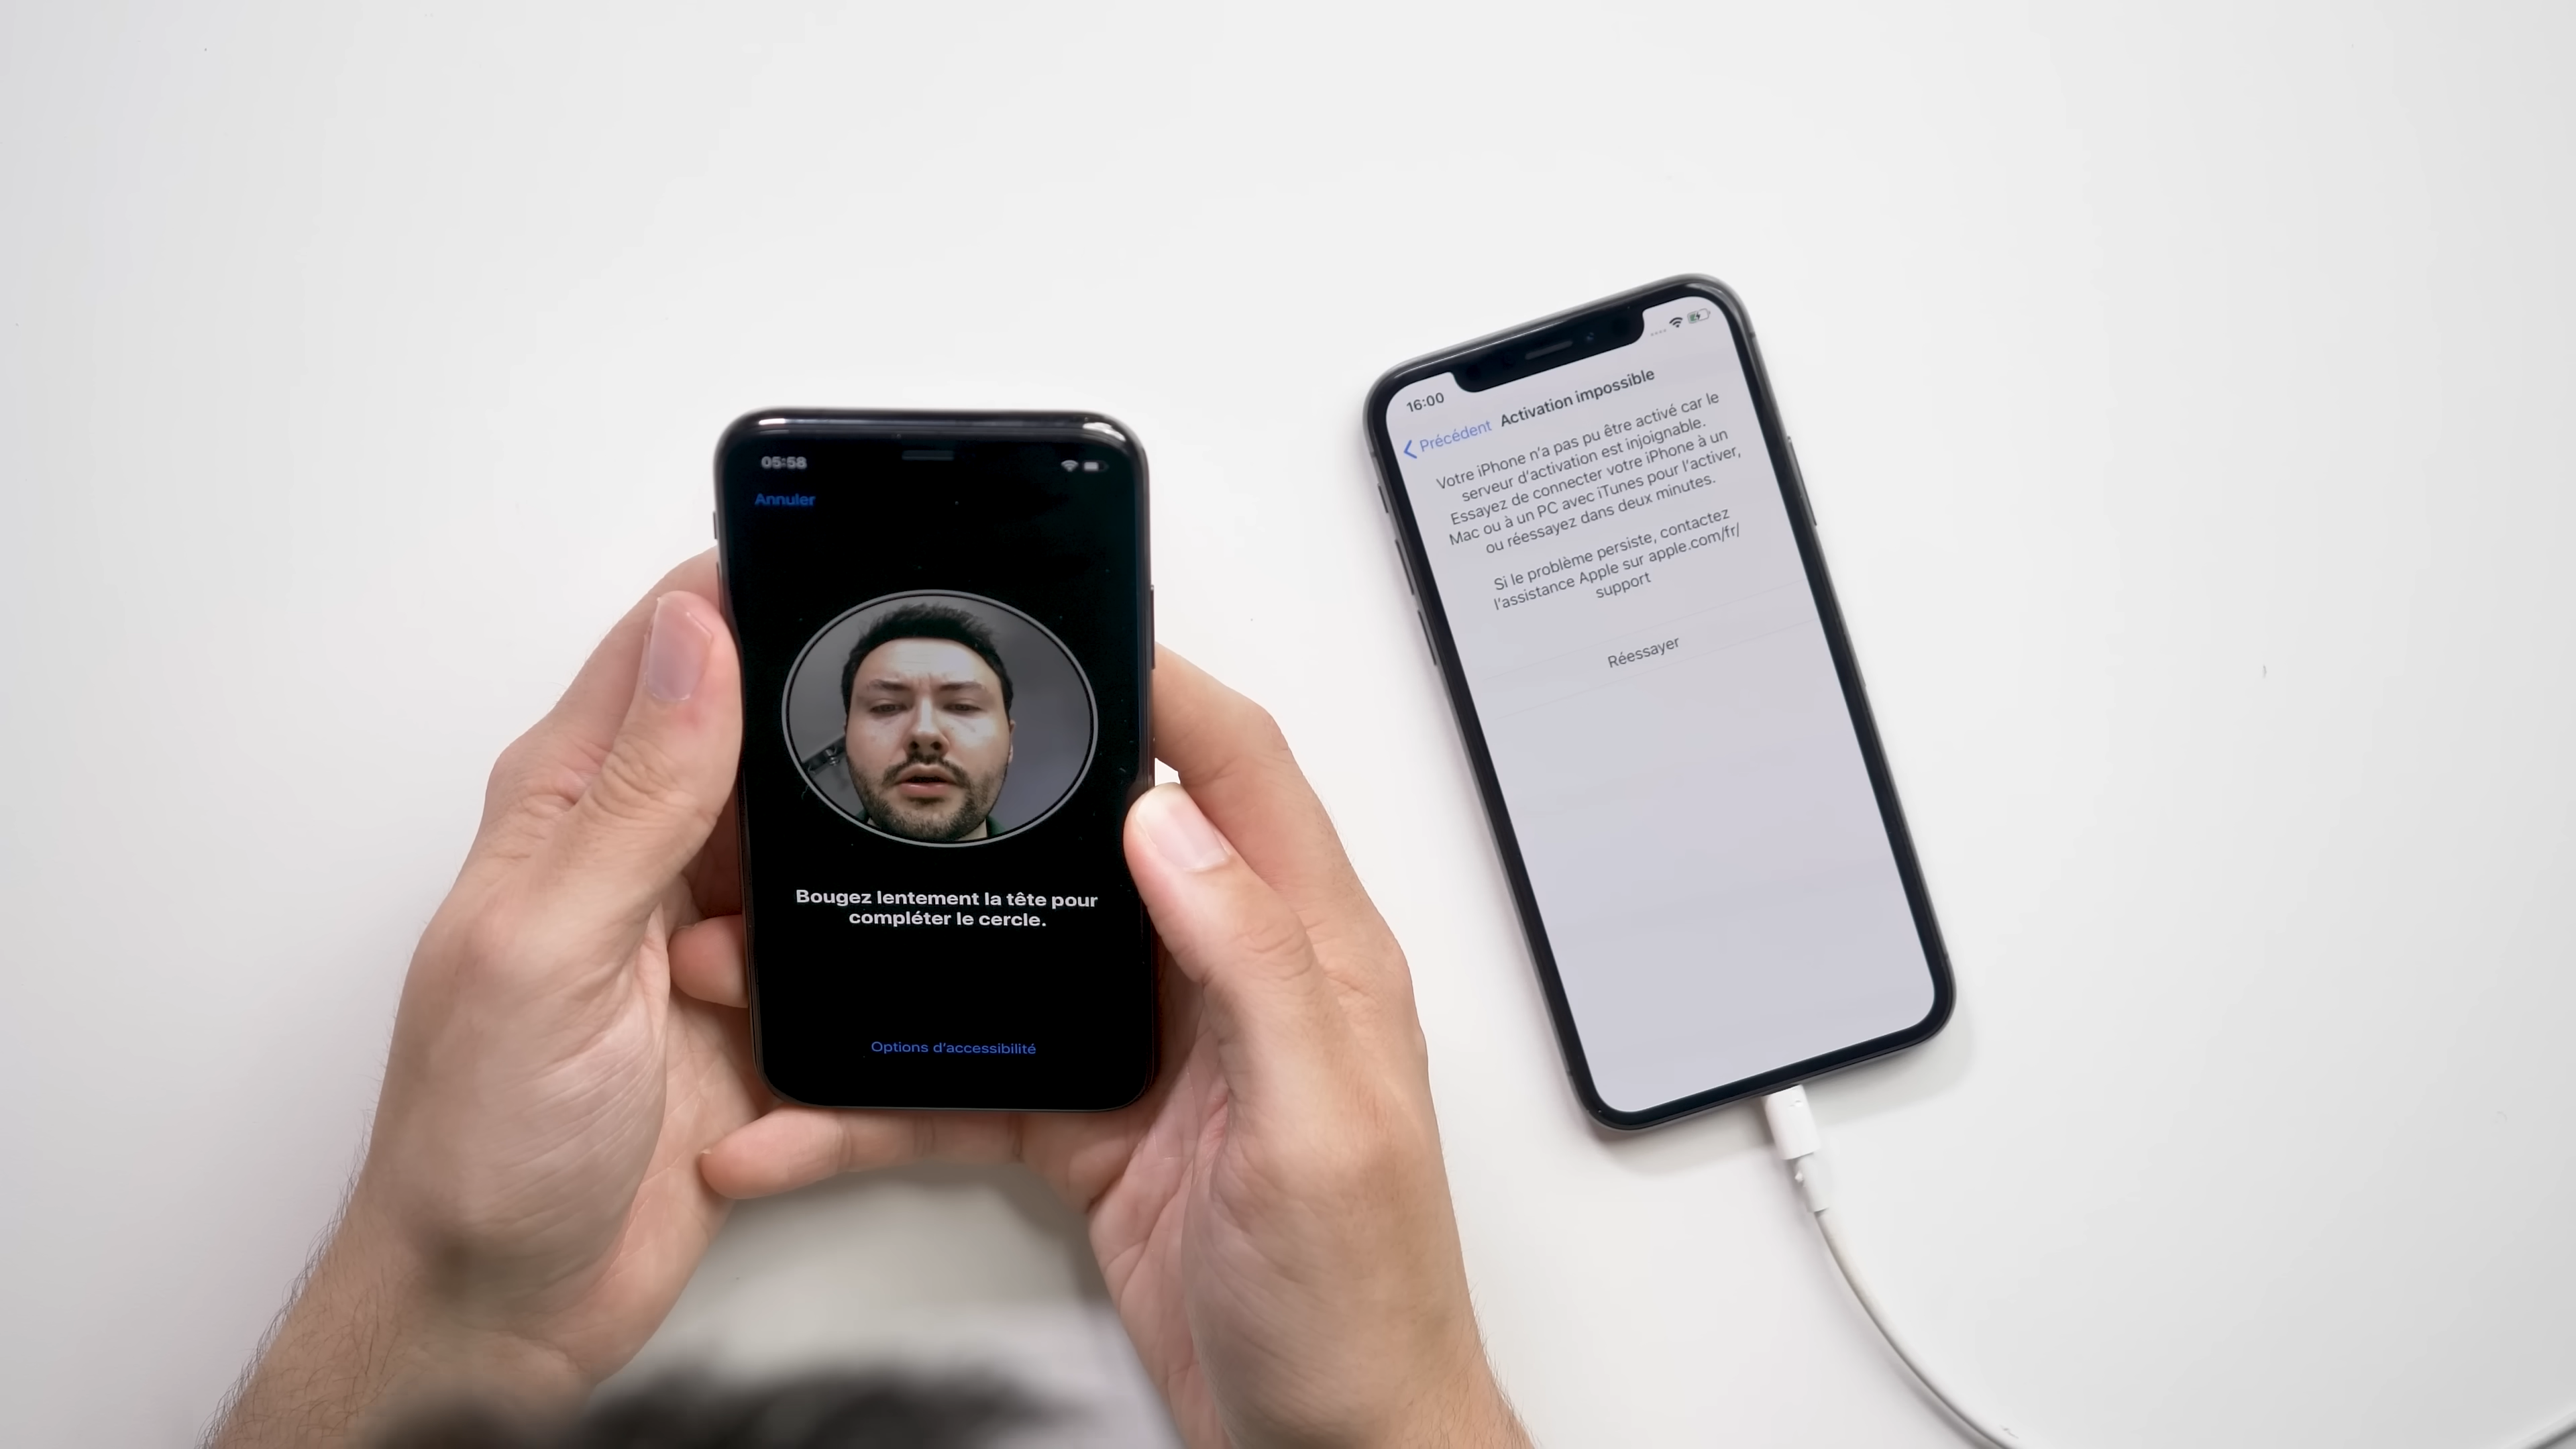 05:58
Annuler
Bougez lentement la tête pour
compléter le cercle.
Options d'accessibilité
16:00
Précédent Activation impossible
Votre iPhone n'a pas pu être activé car le
serveur d'activation est injoignable.
Essayez de connecter votre iPhone à un
Mac ou à un PC avec iTunes pour l'activer,
ou réessayez dans deux minutes.
Si le problème persiste, contactez
l'assistance Apple sur apple.com/fr/
support
Réessayer